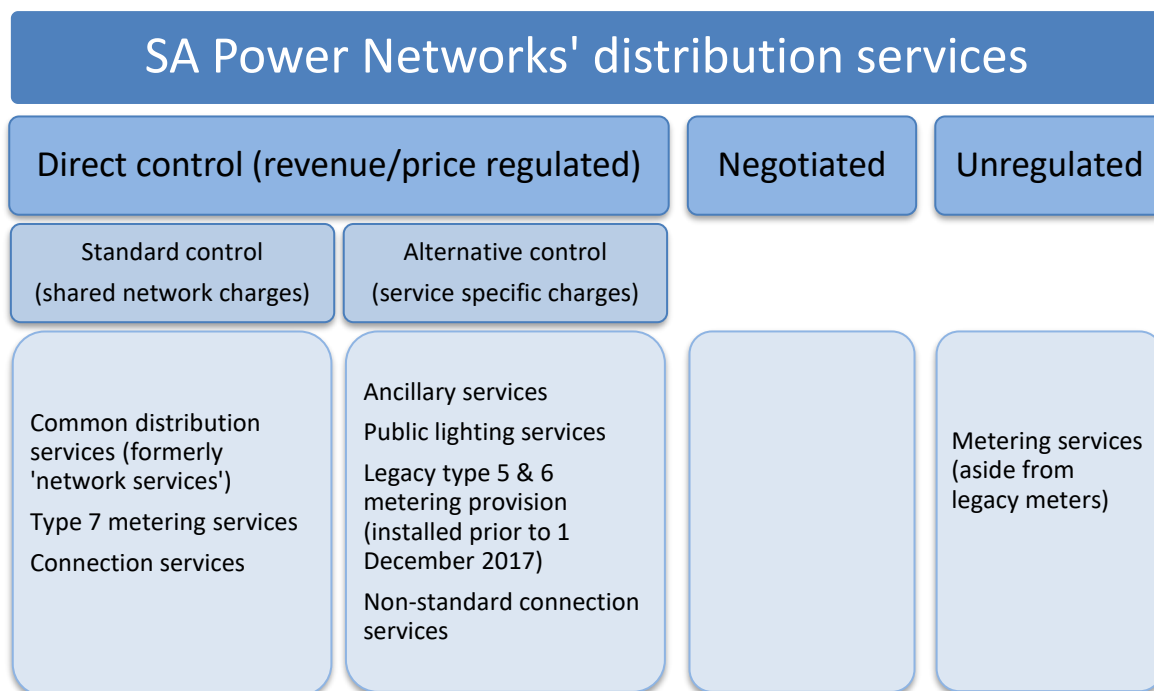 SA Power Networks' distribution services
Direct control (revenue/price regulated)
Negotiated
Unregulated
Standard control
(shared network charges)
Alternative control
(service specific charges)
Common distribution
services (formerly
'network services')
Type 7 metering services
Connection services
Ancillary services
Public lighting services
Legacy type 5 & 6
metering provision
(installed prior to 1
December 2017)
Non-standard connection
services
Metering services
(aside from
legacy meters)